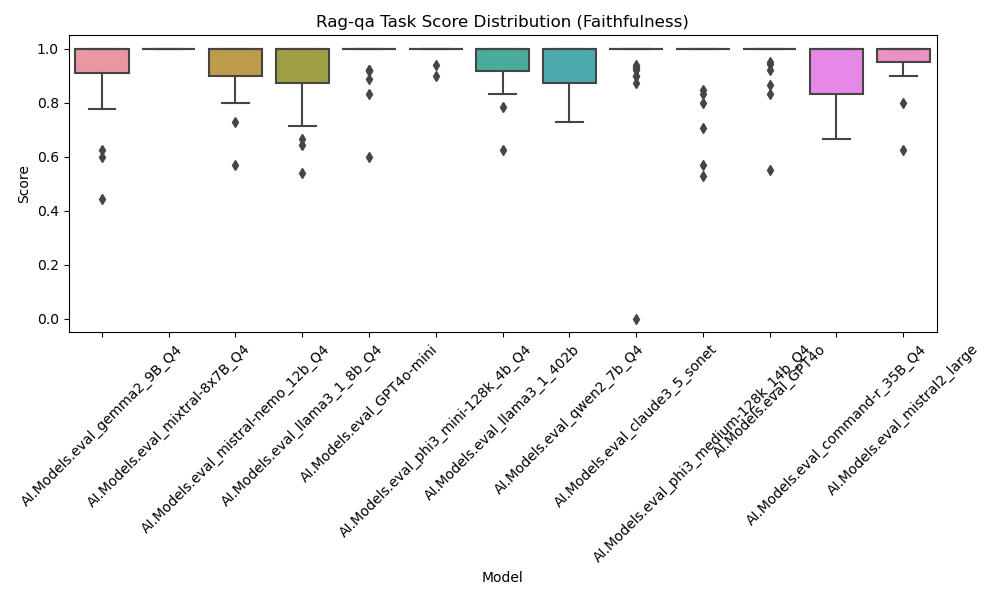 Rag-qa Task Score Distribution (Faithfulness)
Score
1.0
0.8
0.6
0.4
0.2
0.0
AI.Models.eval_gemma2_9B_Q4
AI.Models.eval_mixtral-8x7B_Q4
AI.Models.eval_mistral-nemo_12b_Q4
AI.Models.eval_llama3_1_8b_Q4
AI.Models.eval_GPT4o-mini
AI.Models.eval_phi3_mini-128k_4b_Q4
AI.Models.eval_llama3_1_402b
AI.Models.eval_qwen2_7b_Q4
AI.Models.eval_claude3_5_sonet
AI.Models.eval_phi3_medium-128k_14b_Q4
AI.Models.eval_GPT4o
AI.Models.eval_command-r_35B_Q4
AI.Models.eval_mistral2_large
Model